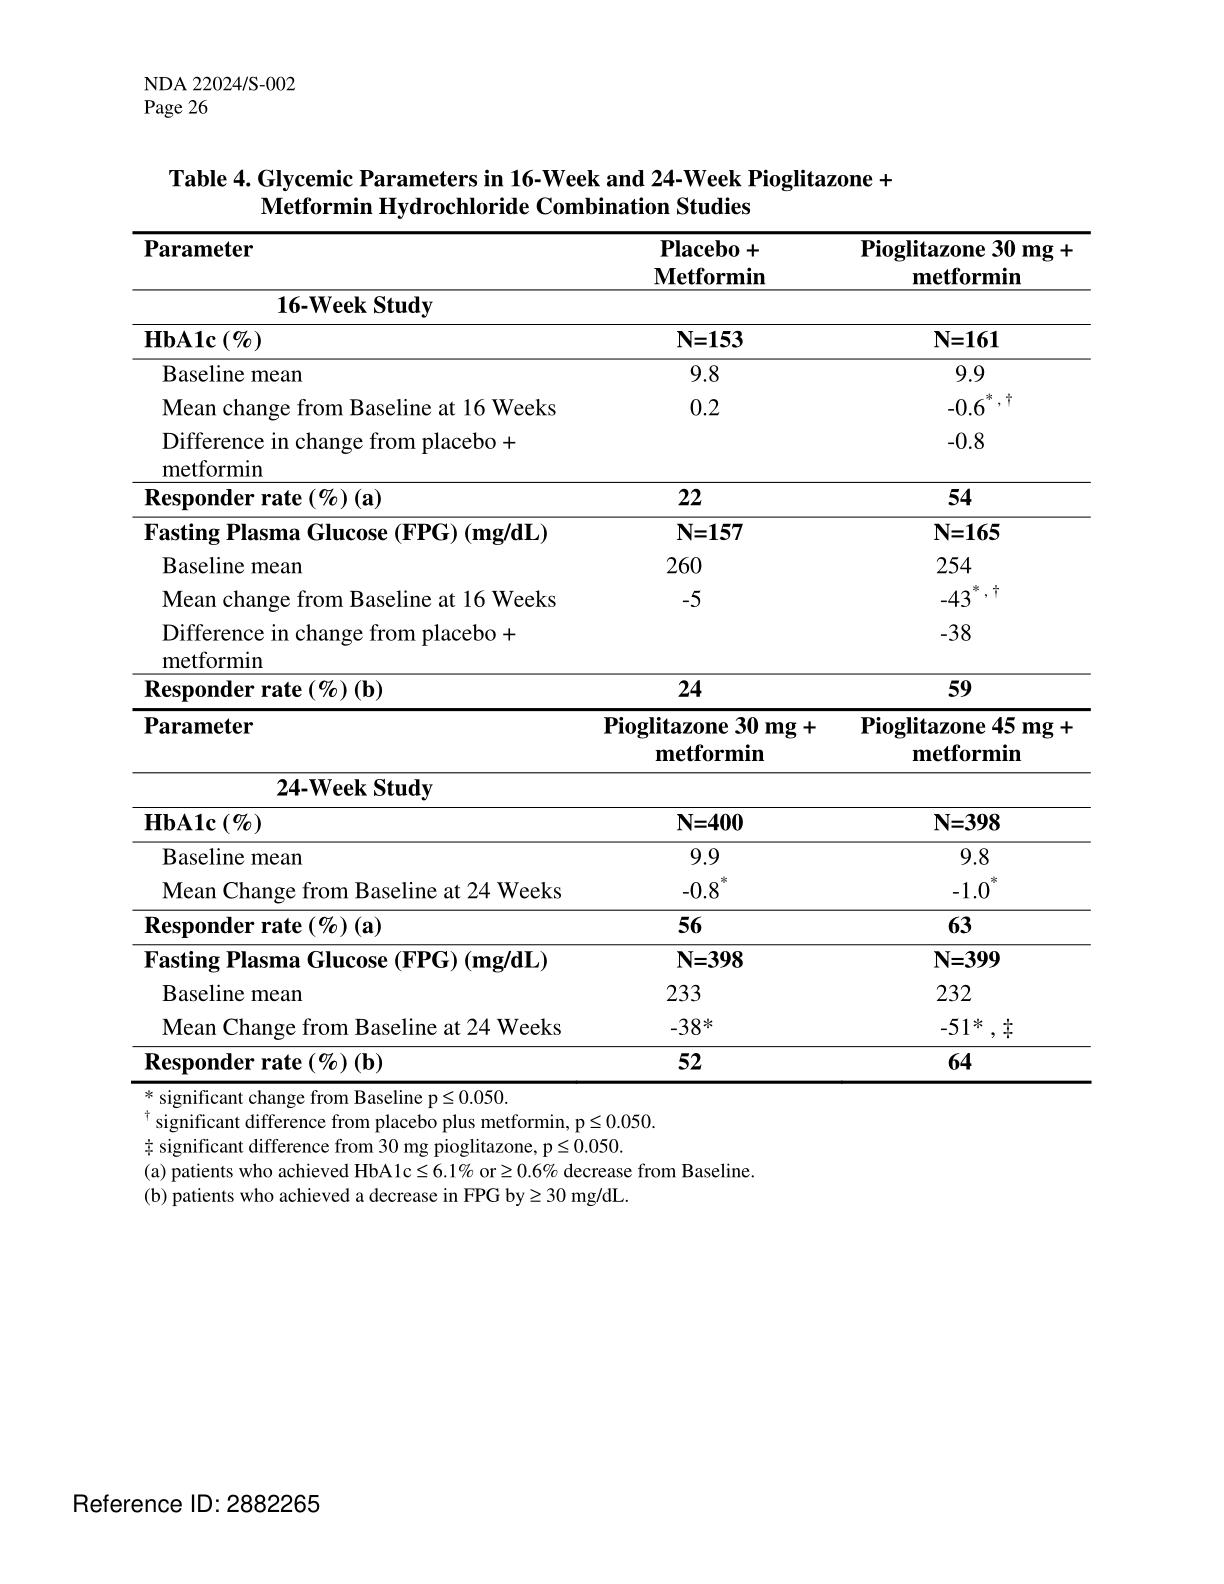 NDA 22024/S-002
Page 26
Table 4. Glycemic Parameters in 16-Week and 24-Week Pioglitazone +
Metformin Hydrochloride Combination Studies
Parameter Placebo + Pioglitazone 30 mg +
Metformin metformin
16-Week Study
HbA1c (%) N=153 N=161
Baseline mean 9.8 9.9
Mean change from Baseline at 16 Weeks 0.2 -0.6* , †
Difference in change from placebo + -0.8
metformin
Responder rate (%) (a) 22 54
Fasting Plasma Glucose (FPG) (mg/dL) N=157 N=165
Baseline mean 260 254
Mean change from Baseline at 16 Weeks -5 -43* , †
Difference in change from placebo + -38
metformin
Responder rate (%) (b) 24 59
Parameter Pioglitazone 30 mg + Pioglitazone 45 mg +
metformin metformin
24-Week Study
HbA1c (%) N=400 N=398
Baseline mean 9.9 9.8
Mean Change from Baseline at 24 Weeks -0.8* -1.0*
Responder rate (%) (a) 56 63
Fasting Plasma Glucose (FPG) (mg/dL) N=398 N=399
Baseline mean 233 232
Mean Change from Baseline at 24 Weeks -38* -51* , ‡
Responder rate (%) (b) 52 64
* significant change from Baseline p ≤ 0.050.
† significant difference from placebo plus metformin, p ≤ 0.050.
‡ significant difference from 30 mg pioglitazone, p ≤ 0.050.
(a) patients who achieved HbA1c ≤ 6.1% or ≥ 0.6% decrease from Baseline.
(b) patients who achieved a decrease in FPG by ≥ 30 mg/dL.
Reference ID: 2882265